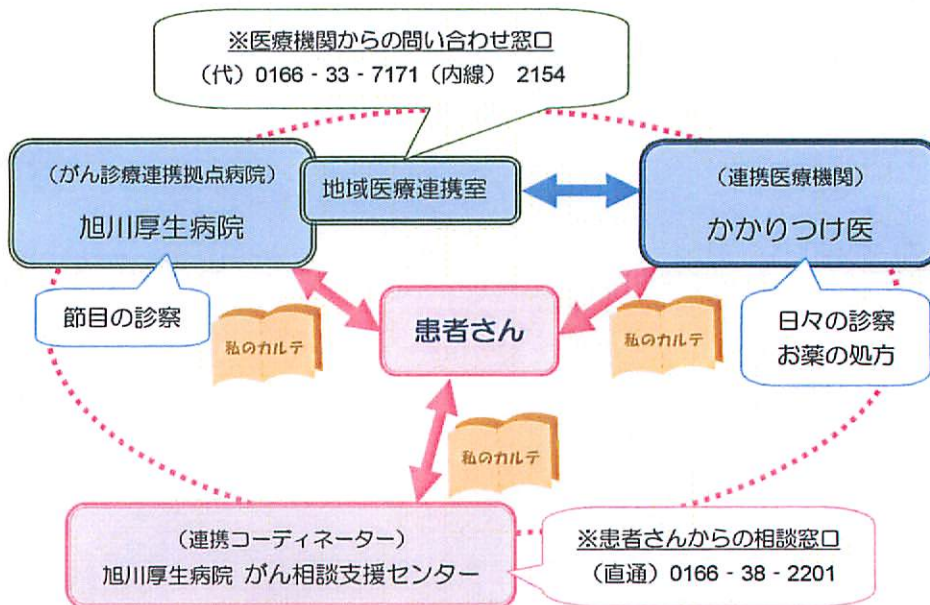 ※医療機関からの問い合わせ窓口
（代）0166 - 33 - 7171（内線） 2154
（がん診療連携拠点病院）
旭川厚生病院
地域医療連携室
（連携医療機関）
かかりつけ医
節目の診察
私のカルテ
患者さん
私のカルテ
日々の診察
お薬の処方
私のカルテ
（連携コーディネーター）
旭川厚生病院 がん相談支援センター
※患者さんからの相談窓口
（直通）0166 - 38 - 2201